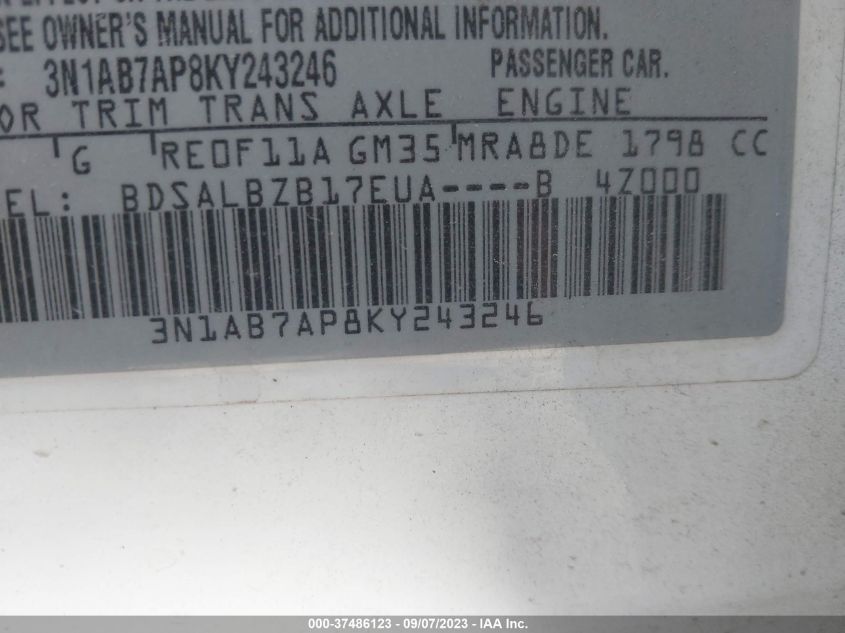 SEE OWNER'S MANUAL FOR ADDITIONAL INFORMATION.
: 3N1AB7AP8KY243246 PASSENGER CAR.
OR TRIM TRANS AXLE ENGINE
G RE0F11A GM35 MRA8DE 1798 CC
EL: BDSALBZB17EUA----B 4Z000
3N1AB7AP8KY243246
000-37486123 - 09/07/2023 - IAA Inc.